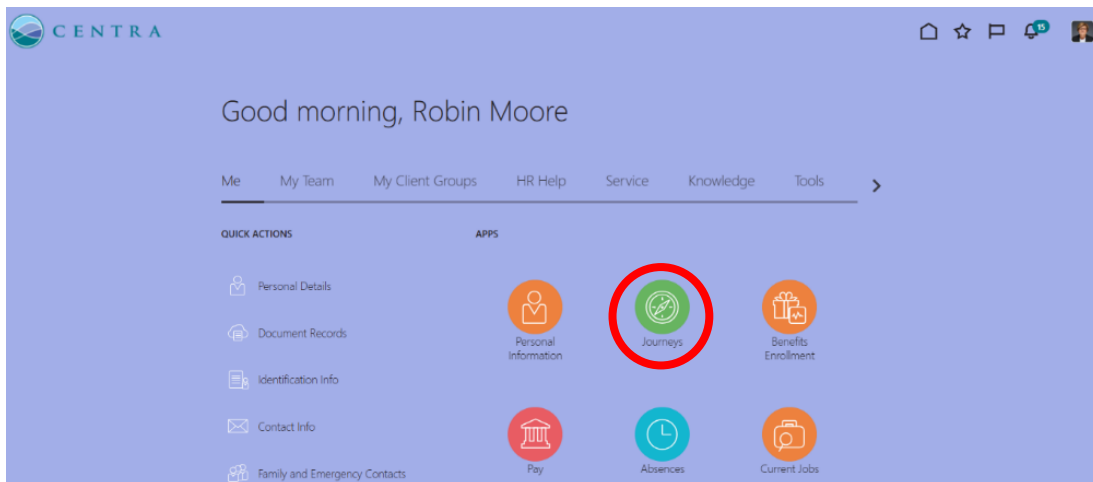 CENTRA
15
Good morning, Robin Moore
Me My Team My Client Groups HR Help Service Knowledge Tools
QUICK ACTIONS
APPS
Personal Details
Document Records
Identification Info
Contact Info
Family and Emergency Contacts
Personal
Information
Journeys
Benefits
Enrollment
Pay
Absences
Current Jobs